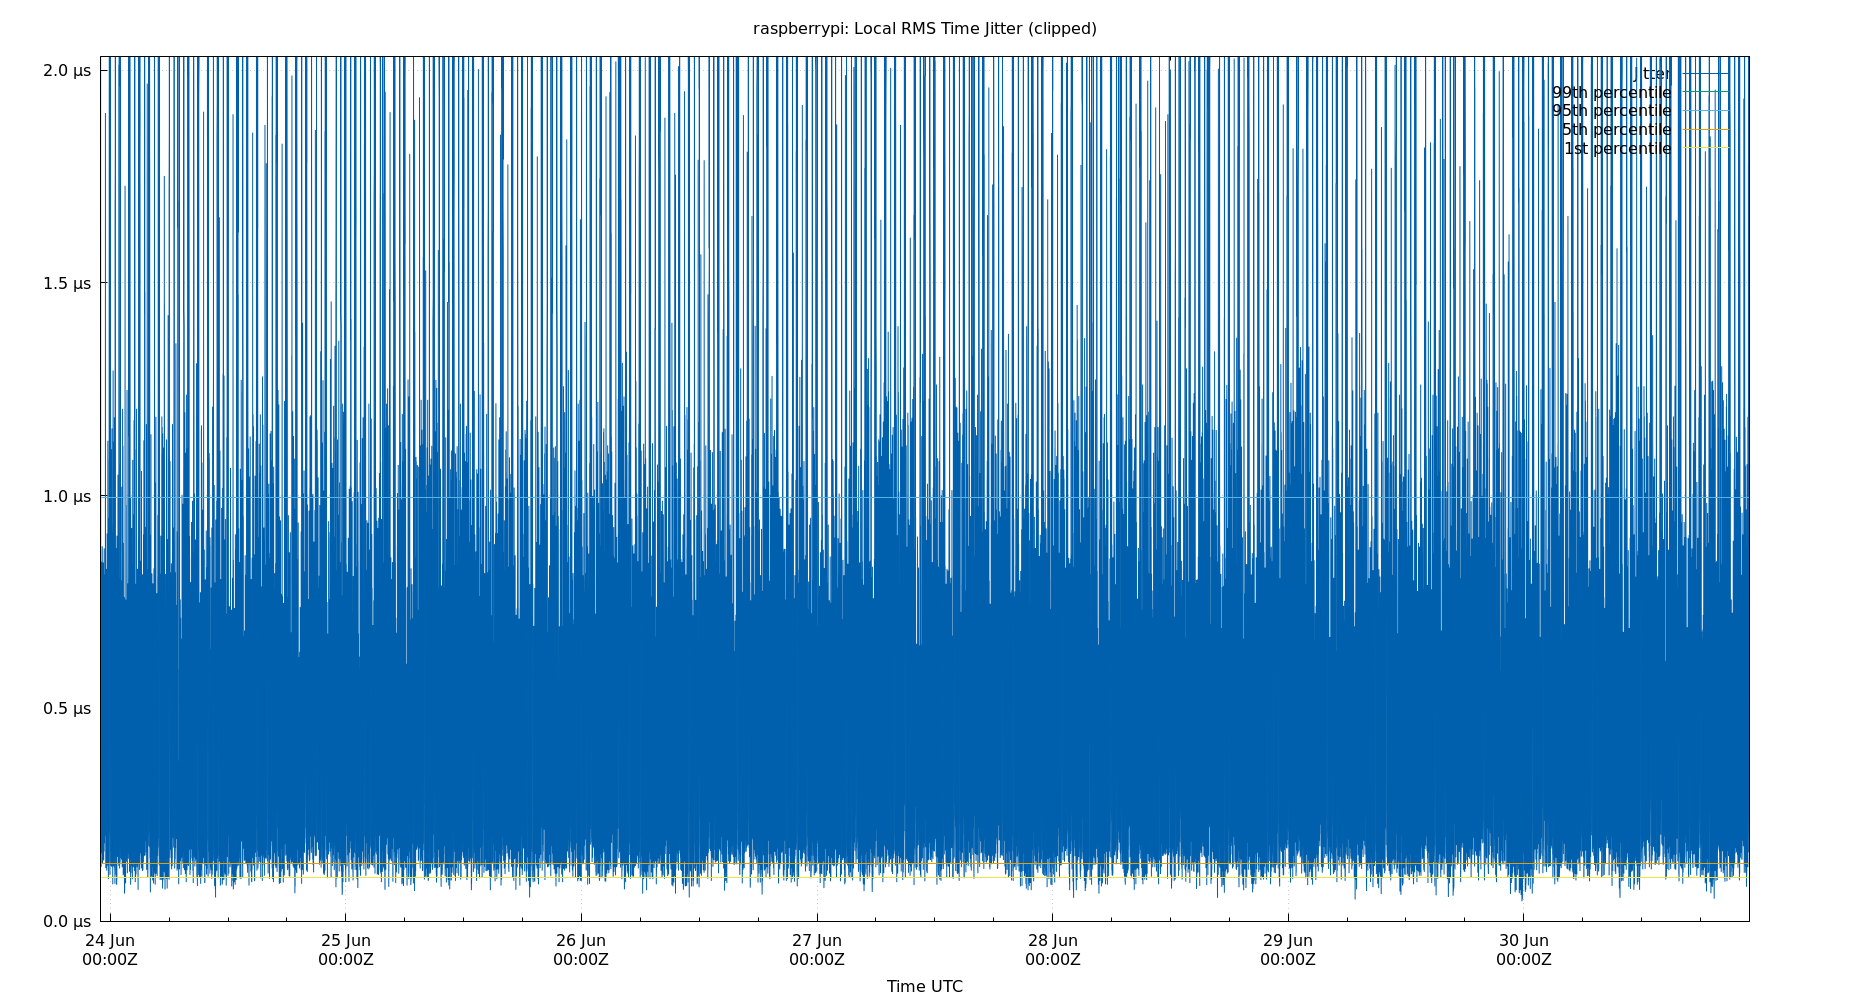 raspberrypi: Local RMS Time Jitter (clipped)
2.0 µs
1.5 µs
1.0 µs
0.5 µs
0.0 µs
jitter
99th percentile
95th percentile
5th percentile
1st percentile
24 Jun 25 Jun 26 Jun 27 Jun 28 Jun 29 Jun 30 Jun
00:00Z 00:00Z 00:00Z 00:00Z 00:00Z 00:00Z 00:00Z
Time UTC